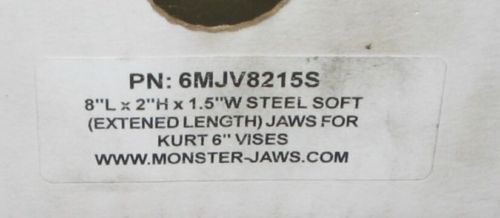 PN: 6MJV8215S
8"L x 2"H x 1.5"W STEEL SOFT
(EXTENED LENGTH) JAWS FOR
KURT 6" VISES
WWW.MONSTER-JAWS.COM